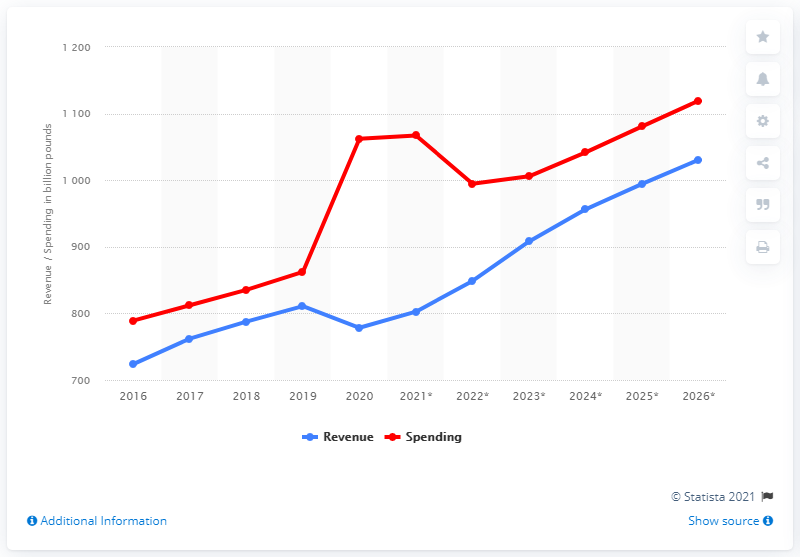 1 200
1 100
1 000
900
800
700
Revenue / Spending in billion pounds
2016 2017 2018 2019 2020 2021* 2022* 2023* 2024* 2025* 2026*
Revenue Spending
© Statista 2021
Additional Information Show source